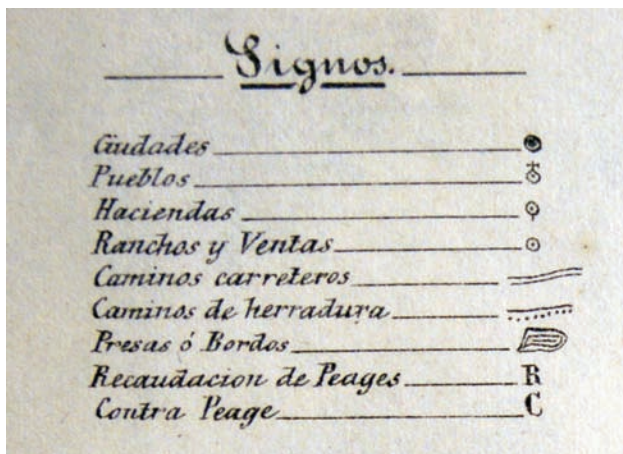 Signos.
Ciudades
Pueblos
Haciendas
Ranchos y Ventas
Caminos carreteros
Caminos de herradura
Presas ó Bordos
Recaudacion de Peages R
Contra Peage C